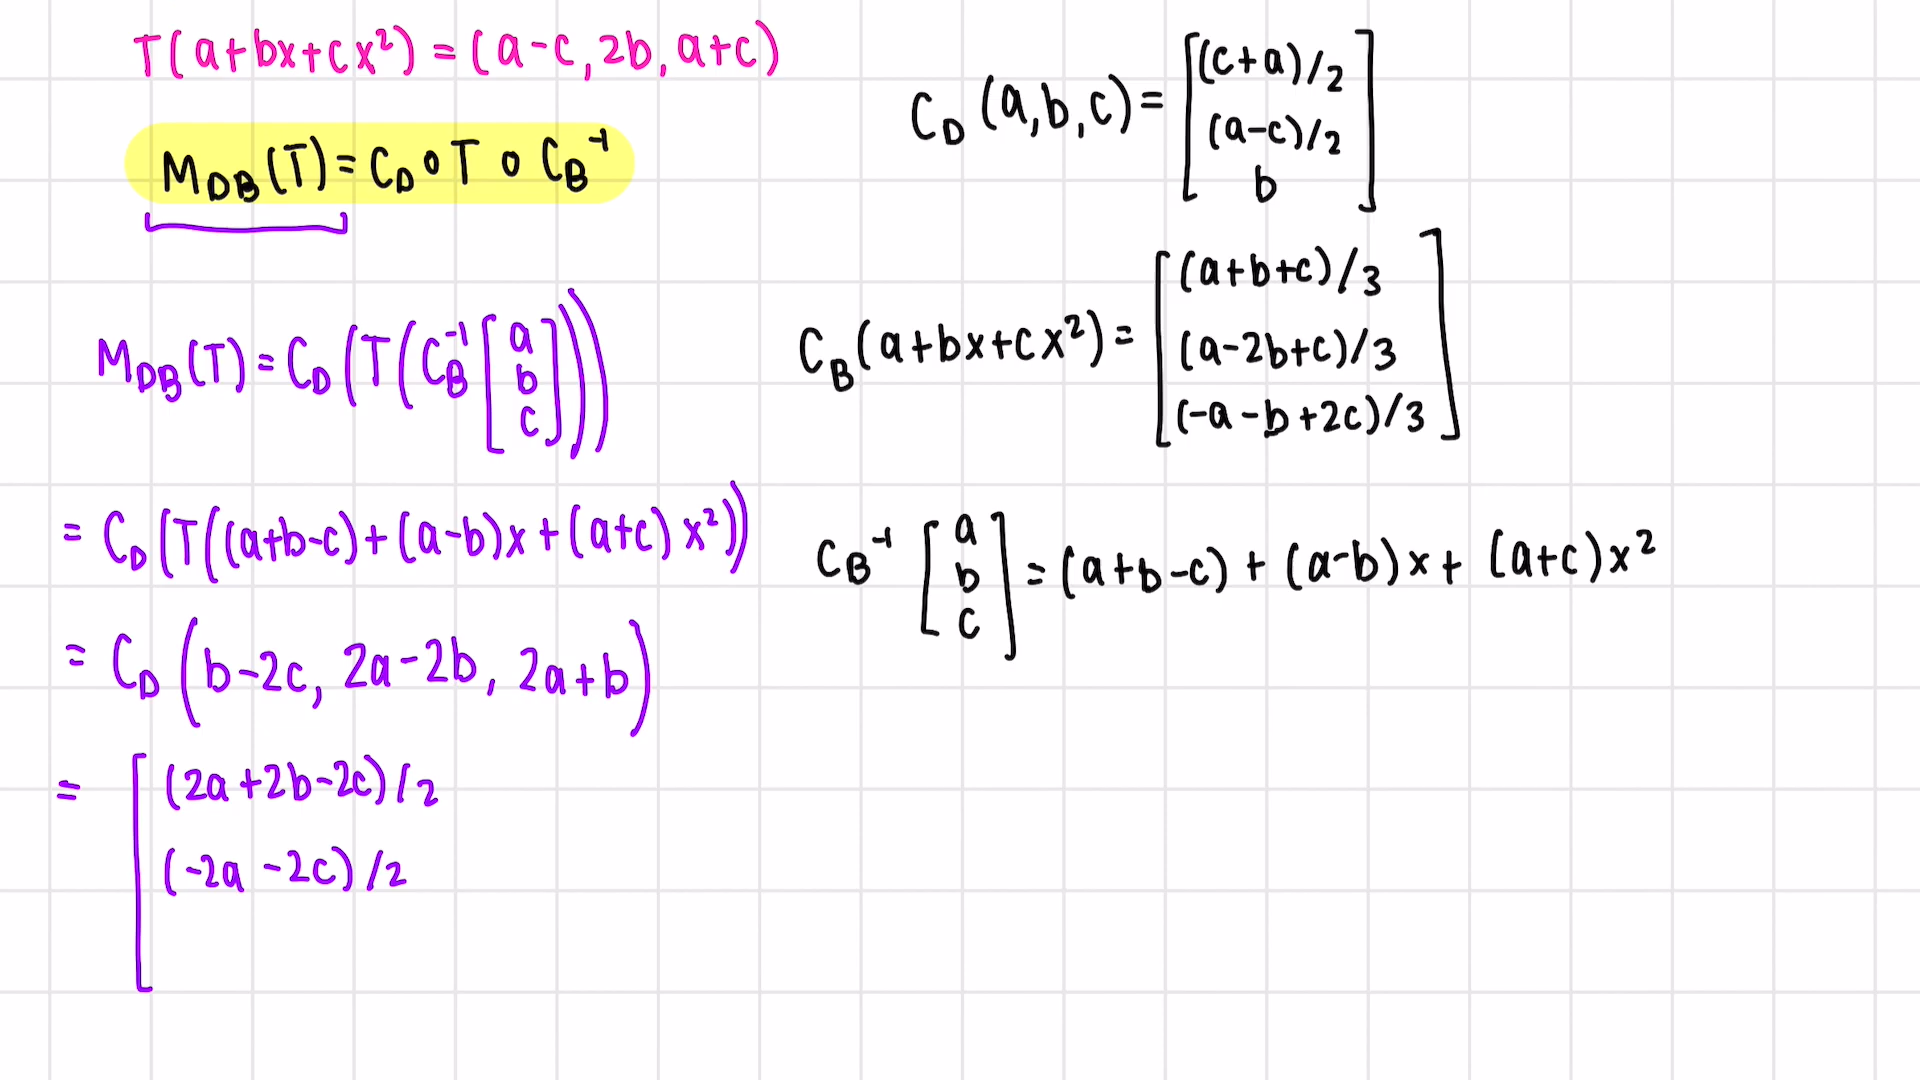 T(a+bx+cx²) = (a-c, 2b, a+c)
M_DB(T) = C_D ∘ T ∘ C_B⁻¹
M_DB(T) = C_D(T(C_B⁻¹[a b c]))
= C_D(T((a+b-c)+(a-b)x+(a+c)x²))
= C_D(b-2c, 2a-2b, 2a+b)
= [(2a+2b-2c)/2
(-2a-2c)/2
C_D(a,b,c) = [(c+a)/2
(a-c)/2
b]
C_B(a+bx+cx²) = [(a+b+c)/3
(a-2b+c)/3
(-a-b+2c)/3]
C_B⁻¹[a b c] = (a+b-c) + (a-b)x + (a+c)x²